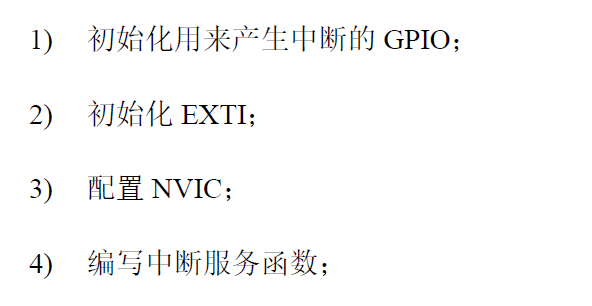 1) 初始化用来产生中断的 GPIO；
2) 初始化 EXTI；
3) 配置 NVIC；
4) 编写中断服务函数；